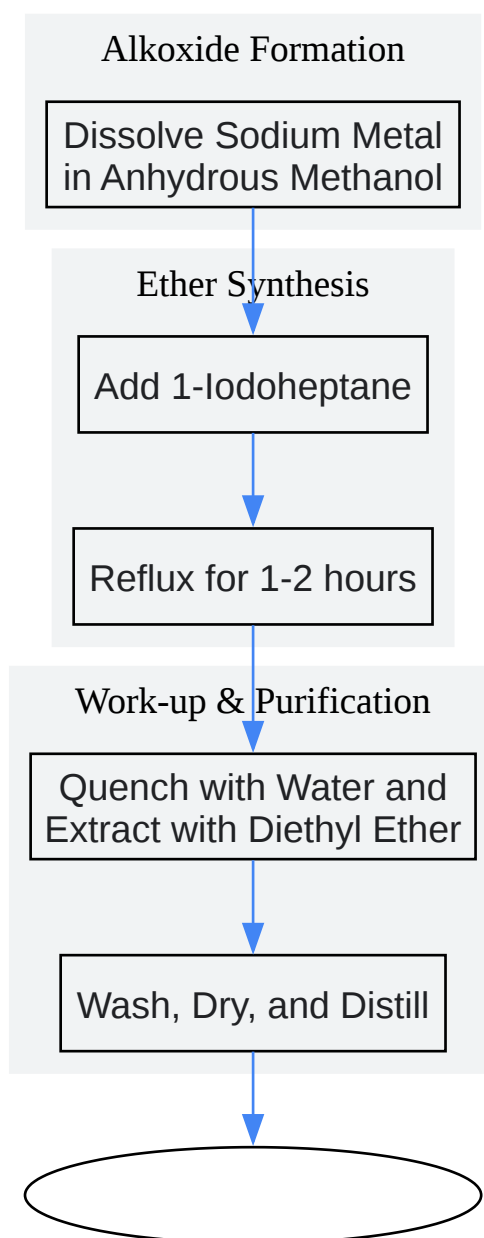 Alkoxide Formation
Dissolve Sodium Metal
in Anhydrous Methanol
Ether Synthesis
Add 1-Iodoheptane
Reflux for 1-2 hours
Work-up & Purification
Quench with Water and
Extract with Diethyl Ether
Wash, Dry, and Distill